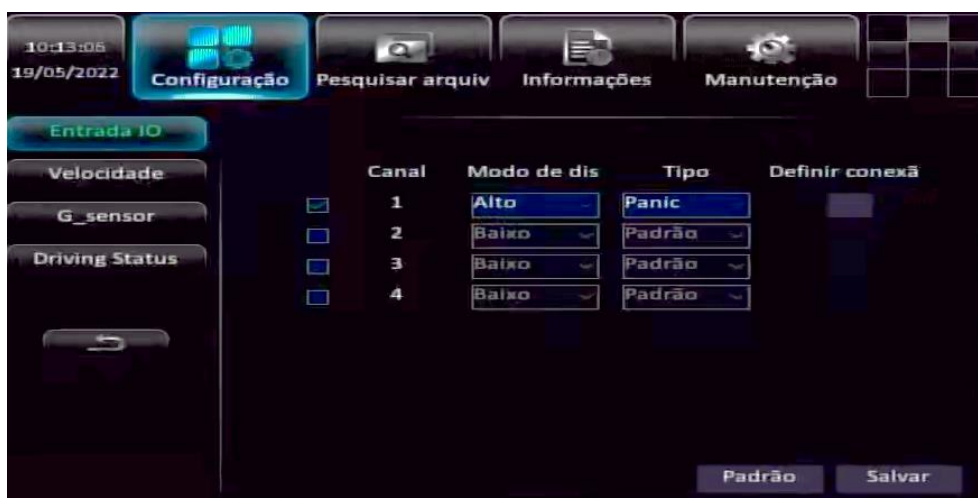 10:13:06
19/05/2022
Configuração
Pesquisar arquiv
Informações
Manutenção
Entrada IO
Velocidade
G_sensor
Driving Status
Canal Modo de dis Tipo Definir conexã
1 Alto Panic
2 Baixo Padrão
3 Baixo Padrão
4 Baixo Padrão
Padrão Salvar